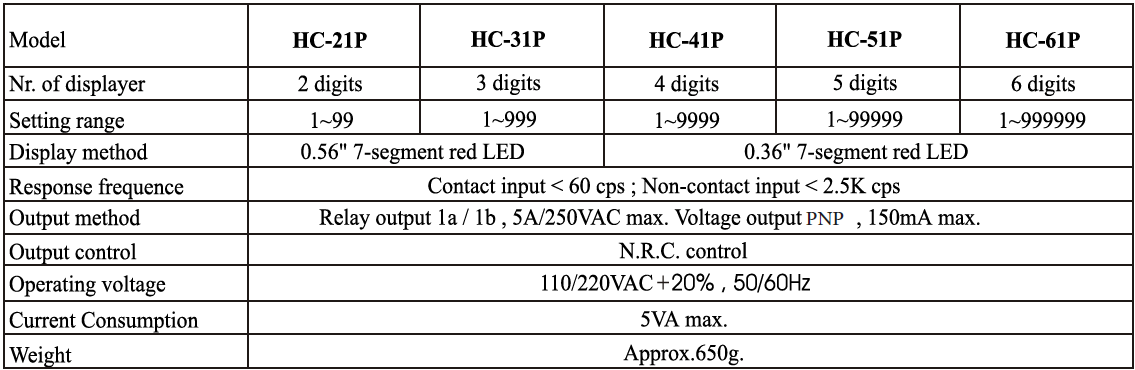 Model HC-21P HC-31P HC-41P HC-51P HC-61P
Nr. of displayer 2 digits 3 digits 4 digits 5 digits 6 digits
Setting range 1~99 1~999 1~9999 1~99999 1~999999
Display method 0.56" 7-segment red LED 0.36" 7-segment red LED
Response frequence Contact input < 60 cps ; Non-contact input < 2.5K cps
Output method Relay output 1a / 1b , 5A/250VAC max. Voltage output PNP , 150mA max.
Output control N.R.C. control
Operating voltage 110/220VAC+20% , 50/60Hz
Current Consumption 5VA max.
Weight Approx.650g.